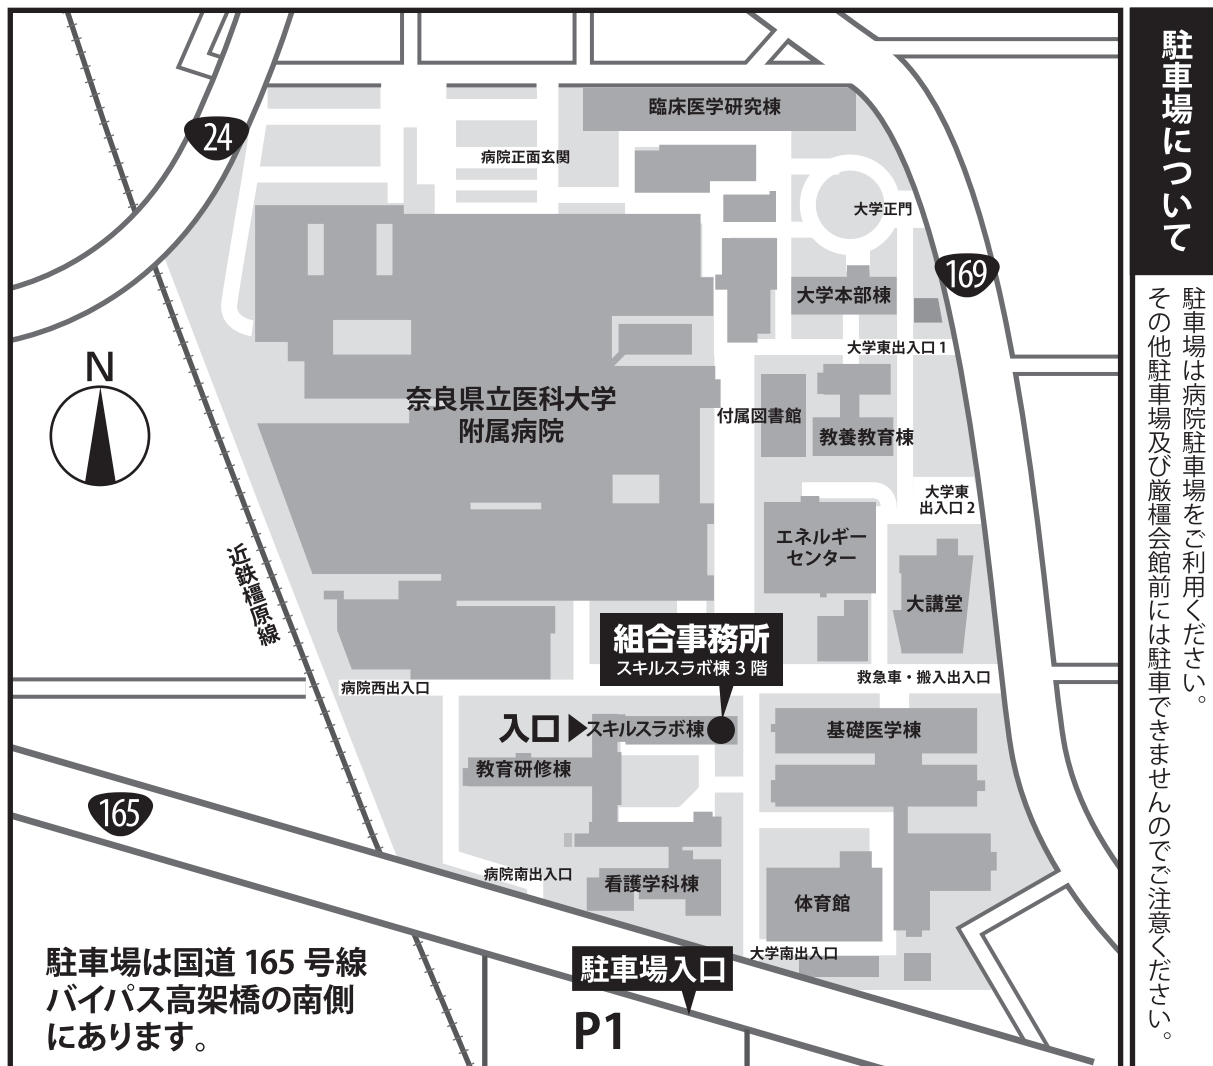 駐車場について
駐車場は病院駐車場をご利用ください。
その他駐車場及び厳橿会館前には駐車できませんのでご注意ください。
臨床医学研究棟
24
病院正面玄関
大学正門
169
大学本部棟
大学東出入口1
N
奈良県立医科大学
附属病院
付属図書館
教養教育棟
大学東
出入口2
エネルギー
センター
近鉄橿原線
大講堂
組合事務所
スキルスラボ棟3階
救急車・搬入出入口
病院西出入口
入口▶スキルスラボ棟
基礎医学棟
教育研修棟
165
病院南出入口
看護学科棟
体育館
大学南出入口
駐車場は国道165号線
バイパス高架橋の南側
にあります。
駐車場入口
P1